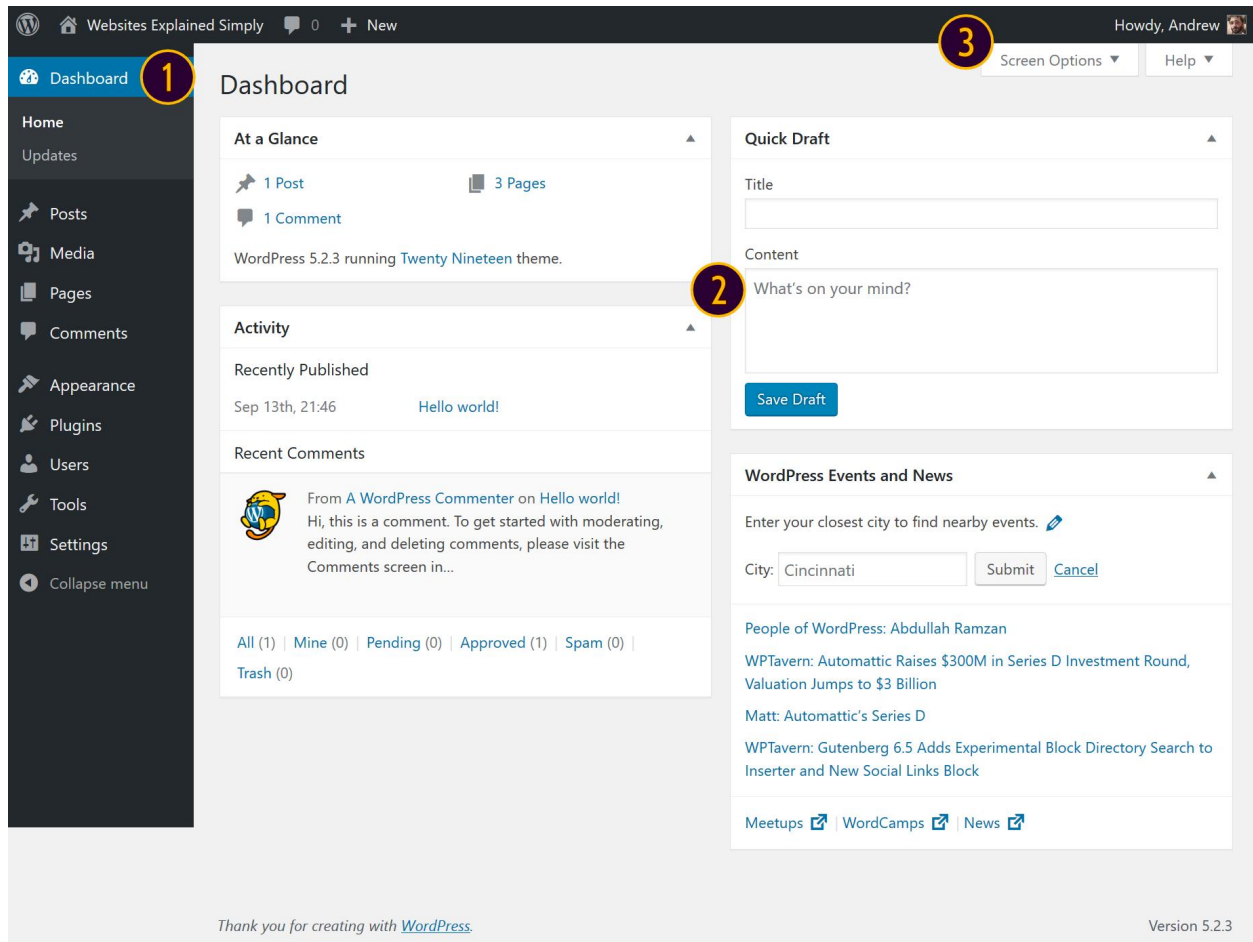 Websites Explained Simply 0 New
Howdy, Andrew
3
Screen Options
Help
Dashboard
1
Home
Updates
Posts
Media
Pages
Comments
Appearance
Plugins
Users
Tools
Settings
Collapse menu
Dashboard
At a Glance
1 Post
3 Pages
1 Comment
WordPress 5.2.3 running Twenty Nineteen theme.
Activity
Recently Published
Sep 13th, 21:46 Hello world!
Recent Comments
From A WordPress Commenter on Hello world!
Hi, this is a comment. To get started with moderating,
editing, and deleting comments, please visit the
Comments screen in...
All (1) | Mine (0) | Pending (0) | Approved (1) | Spam (0) |
Trash (0)
Quick Draft
Title
Content
2
What's on your mind?
Save Draft
WordPress Events and News
Enter your closest city to find nearby events.
City: Cincinnati Submit Cancel
People of WordPress: Abdullah Ramzan
WPTavern: Automattic Raises $300M in Series D Investment Round,
Valuation Jumps to $3 Billion
Matt: Automattic's Series D
WPTavern: Gutenberg 6.5 Adds Experimental Block Directory Search to
Inserter and New Social Links Block
Meetups | WordCamps | News
Thank you for creating with WordPress.
Version 5.2.3